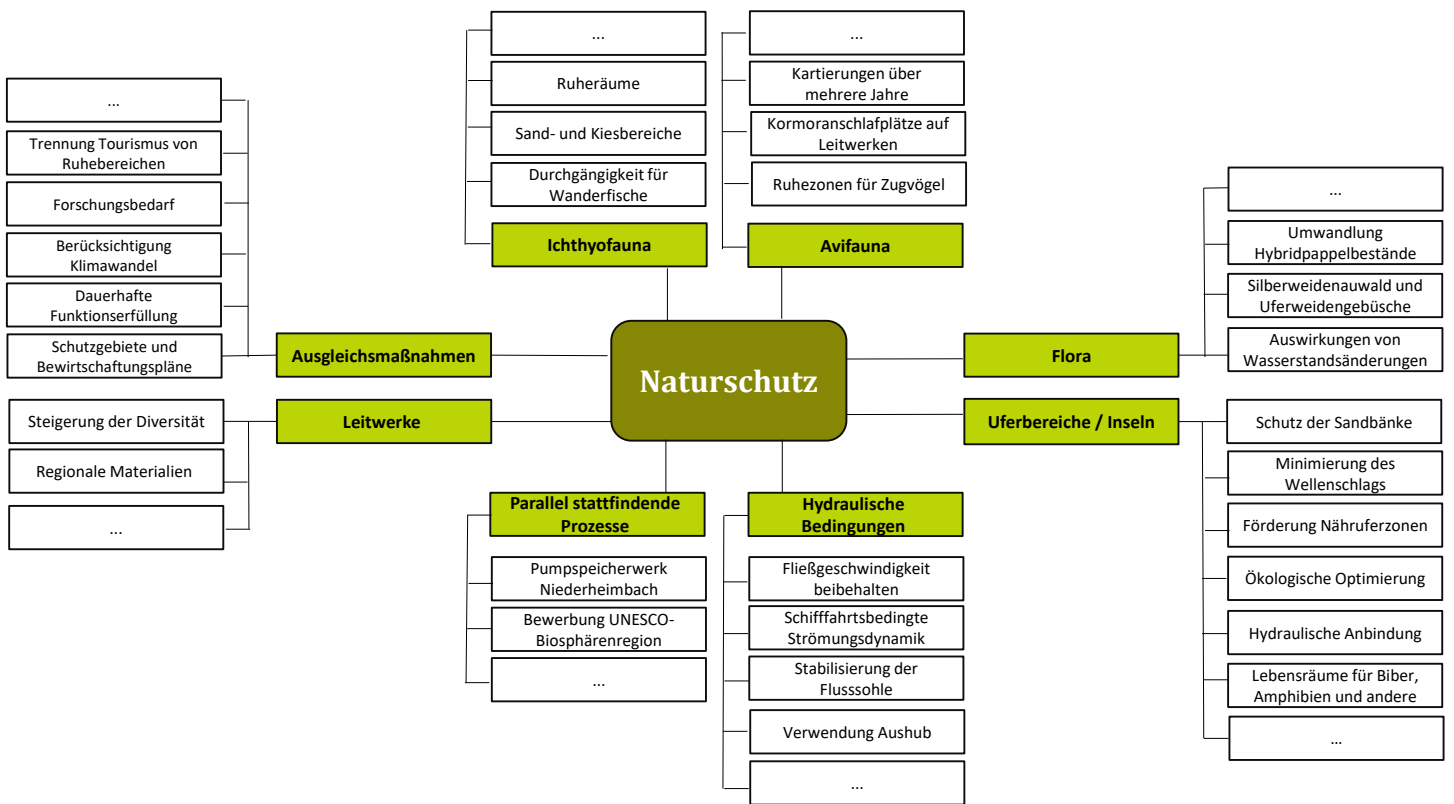 ...
Ruheräume
Sand- und Kiesbereiche
Durchgängigkeit für
Wanderfische
Ichthyofauna
...
Kartierungen über
mehrere Jahre
Kormoranschlafplätze auf
Leitwerken
Ruhezonen für Zugvögel
Avifauna
...
Trennung Tourismus von
Ruhebereichen
Forschungsbedarf
Berücksichtigung
Klimawandel
Dauerhafte
Funktionserfüllung
Schutzgebiete und
Bewirtschaftungspläne
Ausgleichsmaßnahmen
...
Umwandlung
Hybridpappelbestände
Silberweidenauwald und
Uferweidengebüsche
Auswirkungen von
Wasserstandsänderungen
Flora
Naturschutz
Steigerung der Diversität
Leitwerke
Regionale Materialien
...
Uferbereiche / Inseln
Schutz der Sandbänke
Minimierung des
Wellenschlags
Förderung Nähruferzonen
Ökologische Optimierung
Hydraulische Anbindung
Lebensräume für Biber,
Amphibien und andere
...
Parallel stattfindende
Prozesse
Pumpspeicherwerk
Niederheimbach
Bewerbung UNESCO-
Biosphärenregion
...
Hydraulische
Bedingungen
Fließgeschwindigkeit
beibehalten
Schifffahrtsbedingte
Strömungsdynamik
Stabilisierung der
Flusssohle
Verwendung Aushub
...